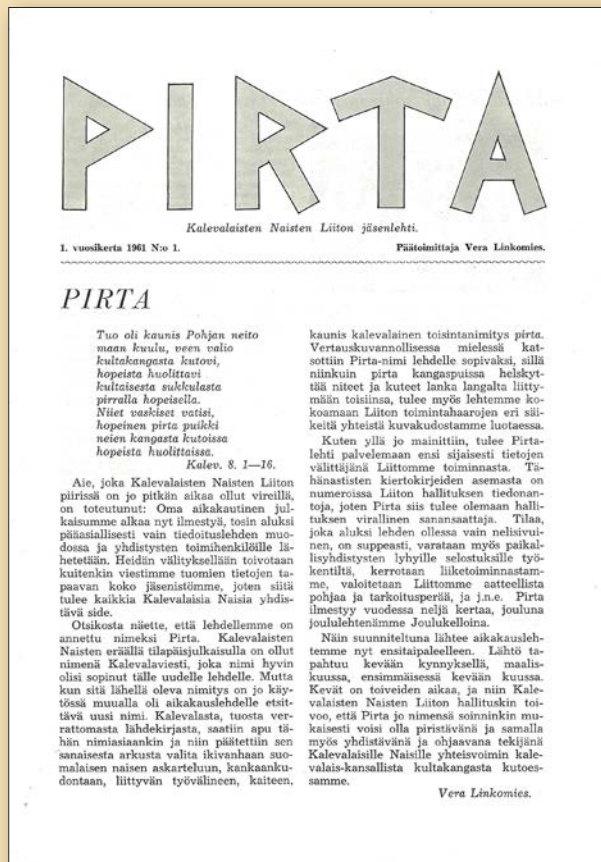 PIRTA
Kalevalaisten Naisten Liiton jäsenlehti.
1. vuosikerta 1961 N:o 1.
Päätoimittaja Vera Linkomies.
PIRTA
Tuo oli kaunis Pohjan neito
maan kuulu, veen valio
kultakangasta kutovi,
hopeista huolittavi
kultaisesta sukkulasta
pirralla hopeisella.
Niiet vaskiset vatisi,
hopeinen pirta puikki
neien kangasta kutoissa
hopeista huolittaissa.
Kalev. 8. 1—16.
Aie, joka Kalevalaisten Naisten Liiton
piirissä on jo pitkän aikaa ollut vireillä,
on toteutunut: Oma aikakautinen jul-
kaisumme alkaa nyt ilmestyä, tosin aluksi
pääasiallisesti vain tiedoituslehden muo-
dossa ja yhdistysten toimihenkilöille lä-
hetetään. Heidän välityksellään toivotaan
kuitenkin viestimme tuomien tietojen ta-
paavan koko jäsenistömme, joten siitä
tulee kaikkia Kalevalaisia Naisia yhdis-
tävä side.
Otsikosta näette, että lehdellemme on
annettu nimeksi Pirta. Kalevalaisten
Naisten eräällä tilapäisjulkaisulla on ollut
nimenä Kalevalaviesti, joka nimi hyvin
olisi sopinut tälle uudelle lehdelle. Mutta
kun sitä lähellä oleva nimitys on jo käy-
tössä muualla oli aikakauslehdelle etsit-
tävä uusi nimi. Kalevalasta, tuosta ver-
rattomasta lähdekirjasta, saatiin apu tä-
hän nimiasiaankin ja niin päätettiin sen
sanaisesta arkusta valita ikivanhaan suo-
malaisen naisen askarteluun, kankaanku-
dontaan, liittyvän työvälineen, kaiteen,
kaunis kalevalainen toisintanimitys pirta.
Vertauskuvannollisessa mielessä kat-
sottiin Pirta-nimi lehdelle sopivaksi, sillä
niinkuin pirta kangaspuissa helskyt-
tää niteet ja kuteet lanka langalta liitty-
mään toisiinsa, tulee myös lehtemme ko-
koamaan Liiton toimintahaarojen eri säi-
keitä yhteistä kuvakudostamme luotaessa.
Kuten yllä jo mainittiin, tulee Pirta-
lehti palvelemaan ensi sijaisesti tietojen
välittäjänä Liittomme toiminnasta. Tä-
hänastisten kiertokirjeiden asemasta on
numeroissa Liiton hallituksen tiedonan-
toja, joten Pirta siis tulee olemaan halli-
tuksen virallinen sanansaattaja. Tilaa,
joka aluksi lehden ollessa vain nelisivui-
nen, on suppeasti, varataan myös paikal-
lisyhdistysten lyhyille selostuksille työ-
kentiltä, kerrotaan liiketoiminnastam-
me, valoitetaan Liittomme aatteellista
pohjaa ja tarkoitusperää, ja j.n.e. Pirta
ilmestyy vuodessa neljä kertaa, jouluna
joululehtenämme Joulukelloina.
Näin suunniteltuna lähtee aikakausleh-
temme nyt ensitaipaleelleen. Lähtö ta-
pahtuu kevään kynnyksellä, maalis-
kuussa, ensimmäisessä kevään kuussa.
Kevät on toiveiden aikaa, ja niin Kale-
valaisten Naisten Liiton hallituskin toi-
voo, että Pirta jo nimensä soinninkin mu-
kaisesti voisi olla piristävänä ja samalla
myös yhdistävänä ja ohjaavana tekijänä
Kalevalaisille Naisille yhteisvoimin kale-
valais-kansallista kultakangasta kutoes-
samme.
Vera Linkomies.